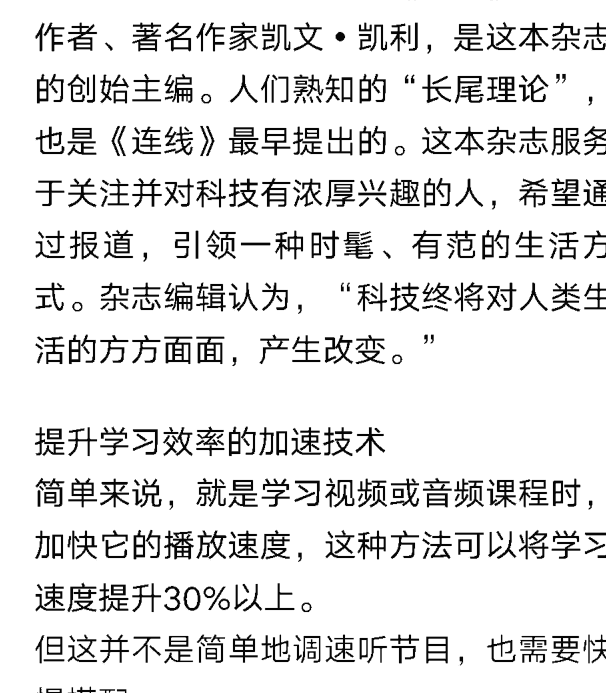 作者、著名作家凯文•凯利，是这本杂志
的创始主编。人们熟知的“长尾理论”，
也是《连线》最早提出的。这本杂志服务
于关注并对科技有浓厚兴趣的人，希望通
过报道，引领一种时髦、有范的生活方
式。杂志编辑认为，“科技终将对人类生
活的方方面面，产生改变。”
提升学习效率的加速技术
简单来说，就是学习视频或音频课程时，
加快它的播放速度，这种方法可以将学习
速度提升30%以上。
但这并不是简单地调速听节目，也需要快